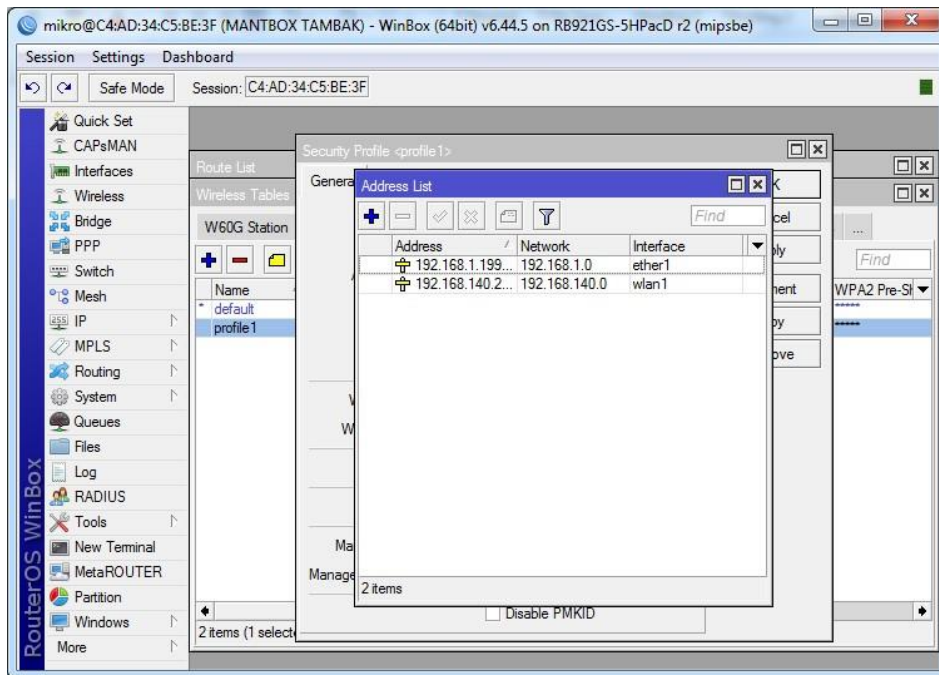 mikro@C4:AD:34:C5:BE:3F (MANTBOX TAMBAK) - WinBox (64bit) v6.44.5 on RB921GS-5HPacD r2 (mipsbe)
Session Settings Dashboard
Safe Mode Session: C4:AD:34:C5:BE:3F
Quick Set
CAPsMAN
Interfaces
Wireless
Bridge
PPP
Switch
Mesh
IP
MPLS
Routing
System
Queues
Files
Log
RADIUS
Tools
New Terminal
MetaROUTER
Partition
Windows
More
RouterOS WinBox
Route List
Wireless Tables
W60G Station
...
Find
Name
WPA2 Pre-Sh
* default
*****
profile1
*****
2 items (1 selecte
Security Profile <profile1>
Genera
Ma
Manage
Disable PMKID
Address List
Find
Address Network Interface
192.168.1.199... 192.168.1.0 ether1
192.168.140.2... 192.168.140.0 wlan1
2 items